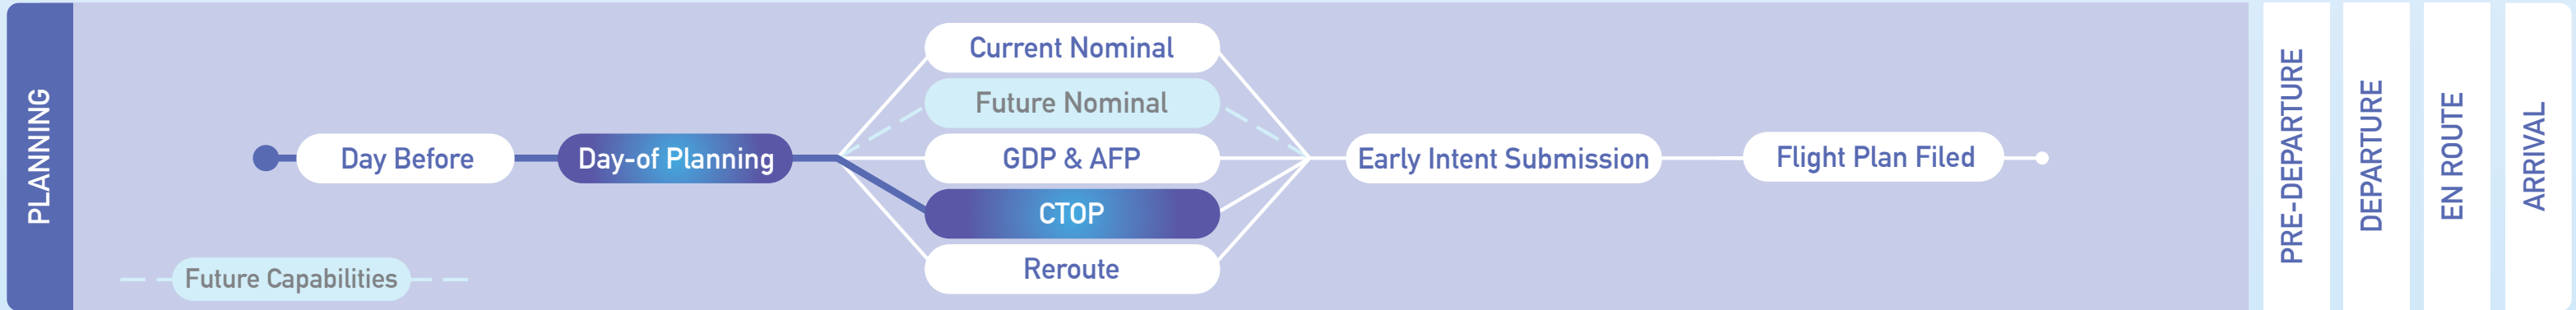 PLANNING
Day Before
Day-of Planning
Current Nominal
Future Nominal
GDP & AFP
CTOP
Reroute
Early Intent Submission
Flight Plan Filed
Future Capabilities
PRE-DEPARTURE
DEPARTURE
EN ROUTE
ARRIVAL